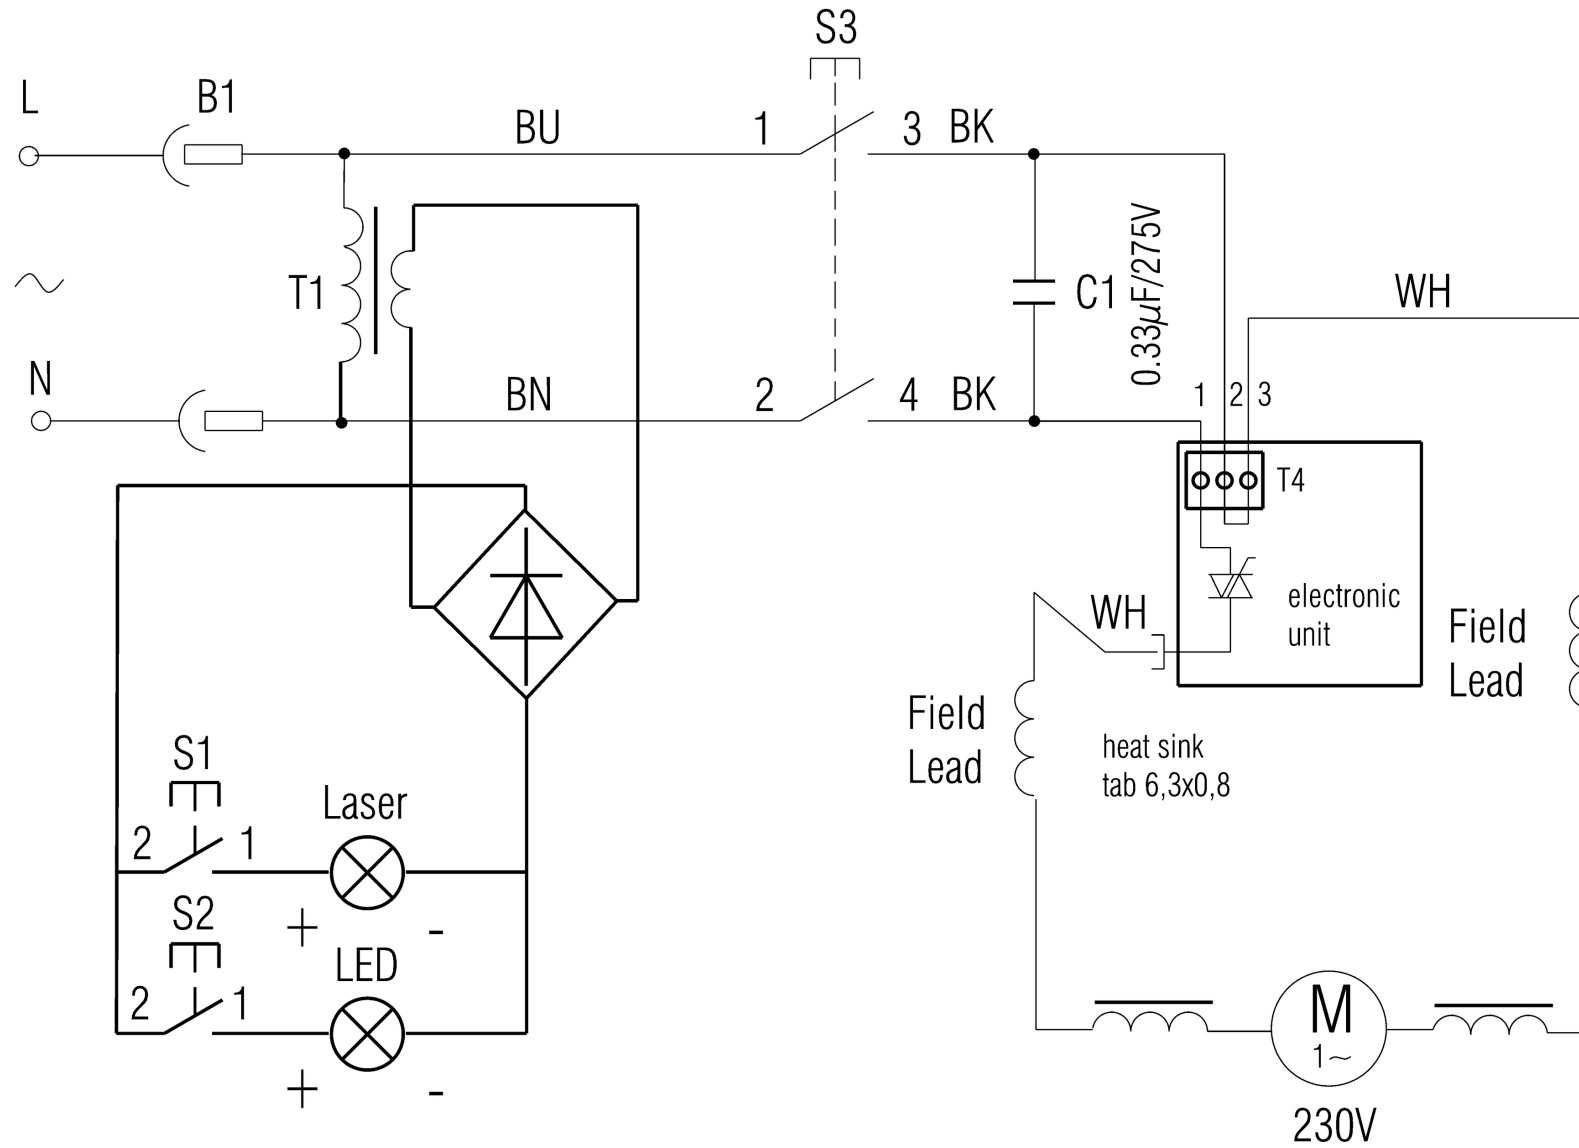 S3
L
B1
BU
1
3
BK
T1
C1
0.33µF/275V
WH
N
BN
2
4
BK
1
2
3
T4
electronic
unit
WH
Field
Lead
Field
Lead
heat sink
tab 6,3x0,8
S1
Laser
2
1
+
-
S2
LED
2
1
+
-
M
1~
230V